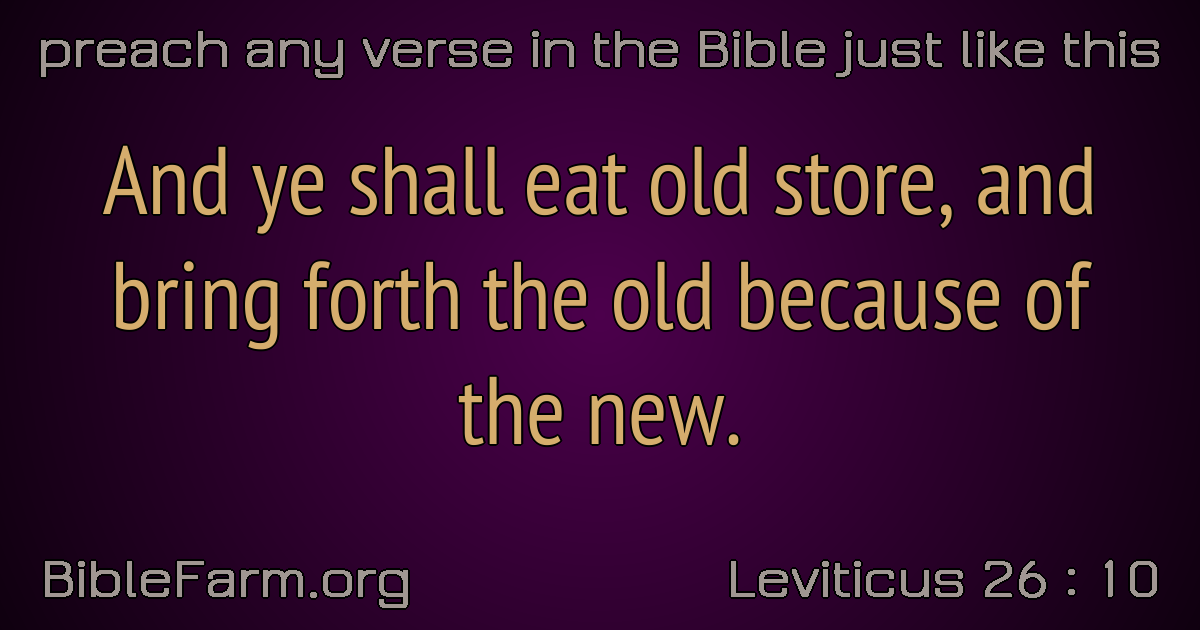 preach any verse in the Bible just like this
And ye shall eat old store, and
bring forth the old because of
the new.
BibleFarm.org
Leviticus 26 : 10